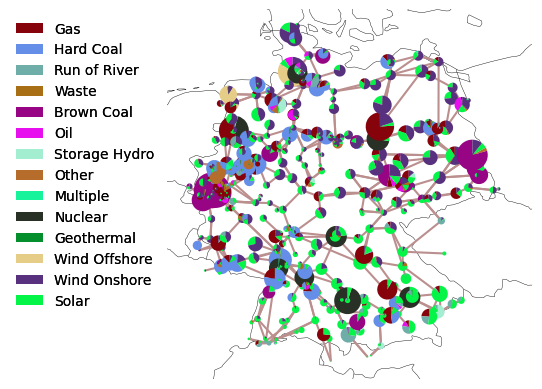 Gas
Hard Coal
Run of River
Waste
Brown Coal
Oil
Storage Hydro
Other
Multiple
Nuclear
Geothermal
Wind Offshore
Wind Onshore
Solar